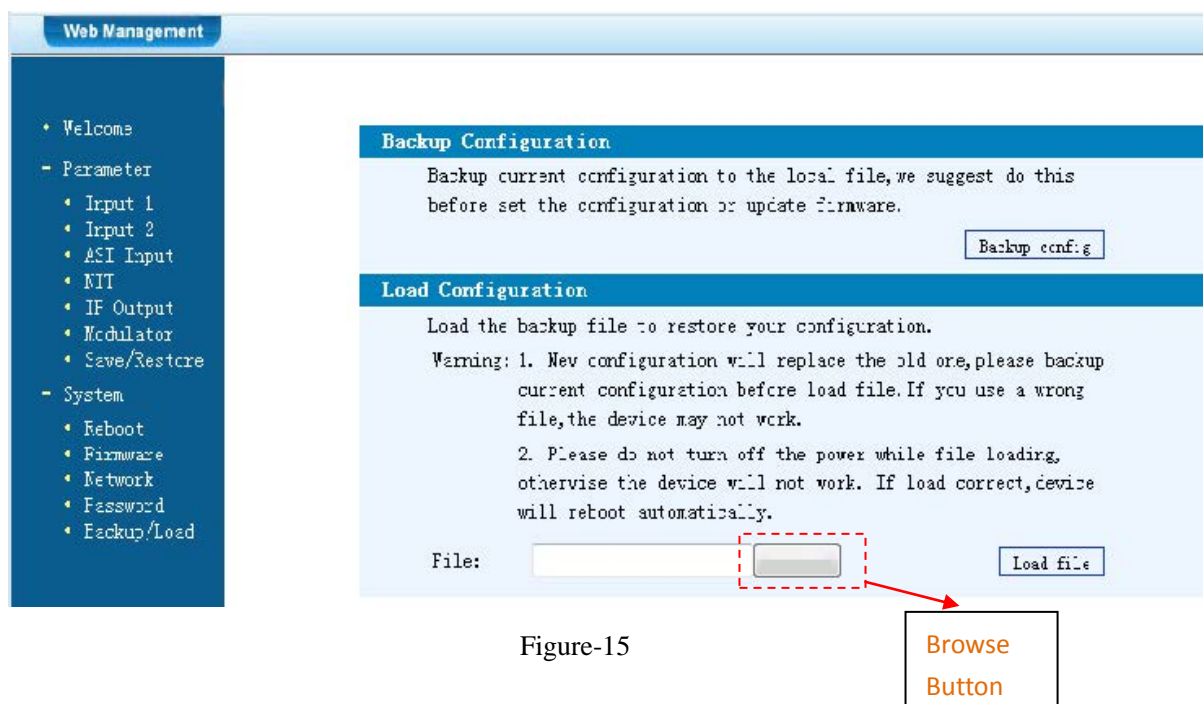 Web Management
Welcome
Parameter
Input 1
Input 2
ASI Input
NIT
IF Output
Modulator
Save/Restore
System
Reboot
Firmware
Network
Password
Backup/Load
Backup Configuration
Backup current configuration to the local file,we suggest do this
before set the configuration or update firmware.
Backup config
Load Configuration
Load the backup file to restore your configuration.
Warning: 1. New configuration will replace the old one,please backup
current configuration before load file.If you use a wrong
file,the device may not work.
2. Please do not turn off the power while file loading,
otherwise the device will not work. If load correct,device
will reboot automatically.
File:
Load file
Figure-15
Browse
Button